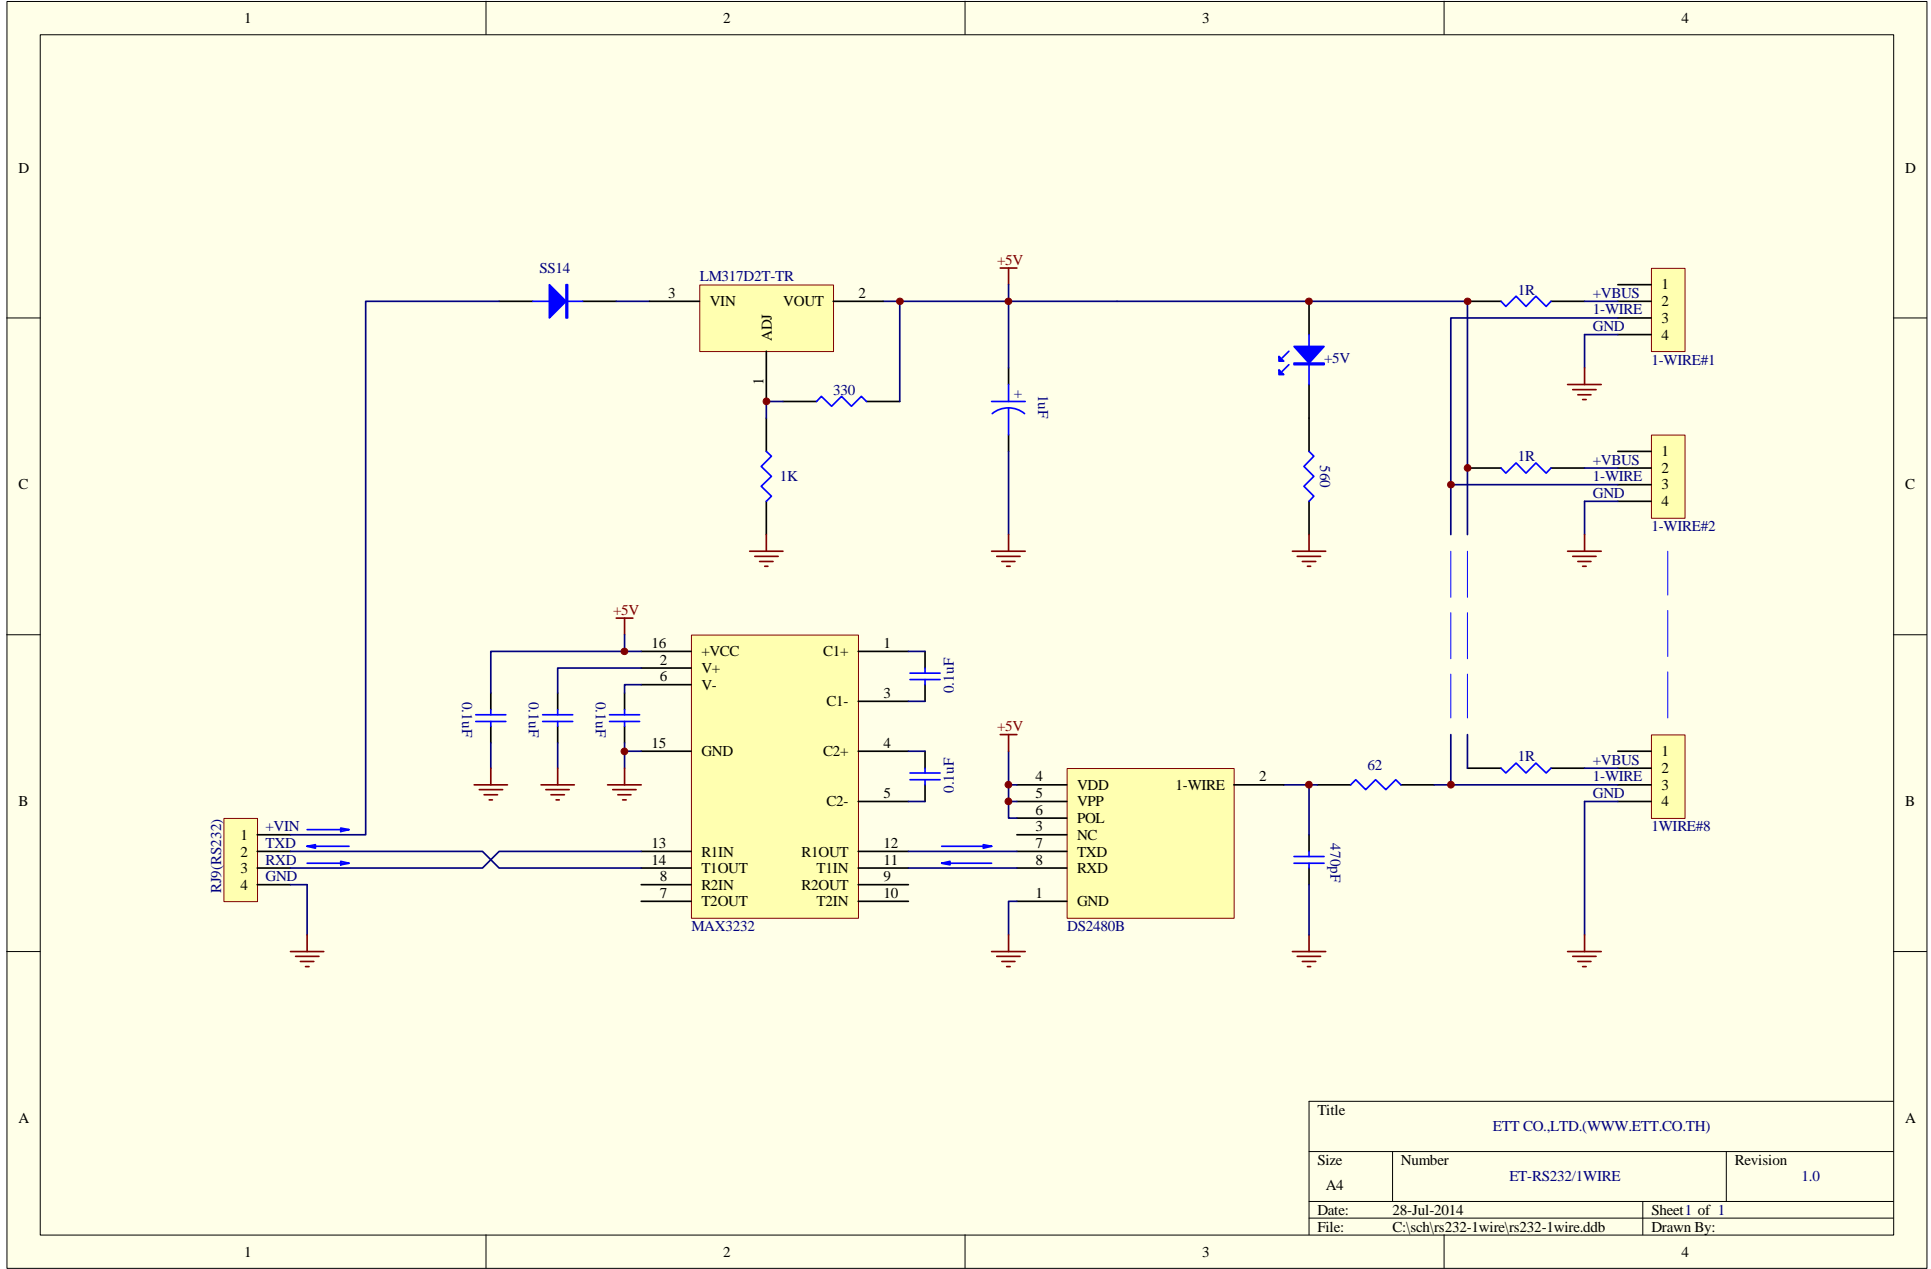 1 2 3 4
D D
SS14
LM317D2T-TR
3 VIN VOUT 2
ADJ
1
330
1K
+5V
+
1uF
+5V
560
1R
+VBUS
1-WIRE
GND
1
2
3
4
1-WIRE#1
C C
1R
+VBUS
1-WIRE
GND
1
2
3
4
1-WIRE#2
+5V
0.1uF
0.1uF
0.1uF
16 +VCC
2 V+
6 V-
15 GND
13 R1IN
14 T1OUT
8 R2IN
7 T2OUT
C1+ 1
C1- 3
C2+ 4
C2- 5
R1OUT 12
T1IN 11
R2OUT 9
T2IN 10
MAX3232
0.1uF
0.1uF
B B
RJ9(RS232)
1 +VIN
2 TXD
3 RXD
4 GND
+5V
4 VDD
5 VPP
6 POL
3 NC
7 TXD
8 RXD
1 GND
1-WIRE 2
DS2480B
62
470pF
1R
+VBUS
1-WIRE
GND
1
2
3
4
1WIRE#8
A A
Title
ETT CO.,LTD.(WWW.ETT.CO.TH)
Size
A4
Number
ET-RS232/1WIRE
Revision
1.0
Date: 28-Jul-2014 Sheet 1 of 1
File: C:\sch\rs232-1wire\rs232-1wire.ddb Drawn By:
1 2 3 4